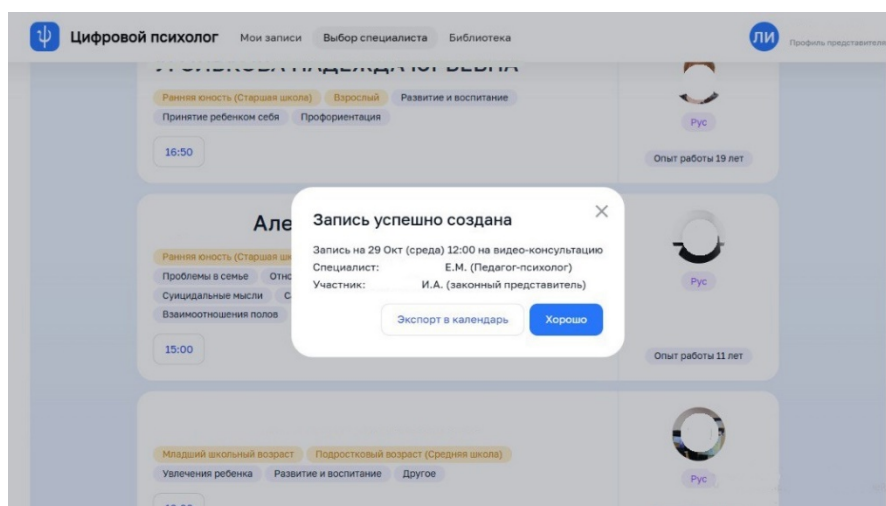 Цифровой психолог Мои записи Выбор специалиста Библиотека ЛИ Профиль представителя
НАДЕЖДА ЮРЬЕВНА
Ранняя юность (Старшая школа) Взрослый Развитие и воспитание
Принятие ребенком себя Профориентация
Рус
16:50
Опыт работы 19 лет
Запись успешно создана
Але
Запись на 29 Окт (среда) 12:00 на видео-консультацию
Ранняя юность (Старшая
Специалист: Е.М. (Педагог-психолог)
Проблемы в семье
Участник: И.А. (законный представитель)
Рус
Суицидальные мысли
Взаимоотношения полов
Экспорт в календарь Хорошо
15:00
Опыт работы 11 лет
Младший школьный возраст Подростковый возраст (Средняя школа)
Увлечения ребенка Развитие и воспитание Другое
Рус